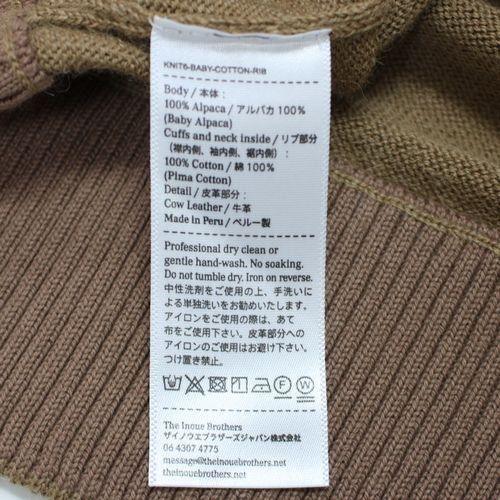 KNIT6-BABY-COTTON-RIB
Body / 本体 :
100% Alpaca / アルパカ 100%
(Baby Alpaca)
Cuffs and neck inside / リブ部分
（襟内側、袖内側、裾内側）:
100% Cotton / 綿 100%
(Pima Cotton)
Detail / 皮革部分 :
Cow Leather / 牛革
Made in Peru / ペルー製
Professional dry clean or
gentle hand-wash. No soaking.
Do not tumble dry. Iron on reverse.
中性洗剤をご使用の上、手洗いに
よる単独洗いをお勧めいたします。
アイロンをご使用の際は、あて
布をご使用下さい。皮革部分への
アイロンのご使用はお避け下さい。
つけ置き禁止。
The Inoue Brothers
ザイノウエブラザーズジャパン株式会社
06 4307 4775
message@theinouebrothers.net
www.theinouebrothers.net